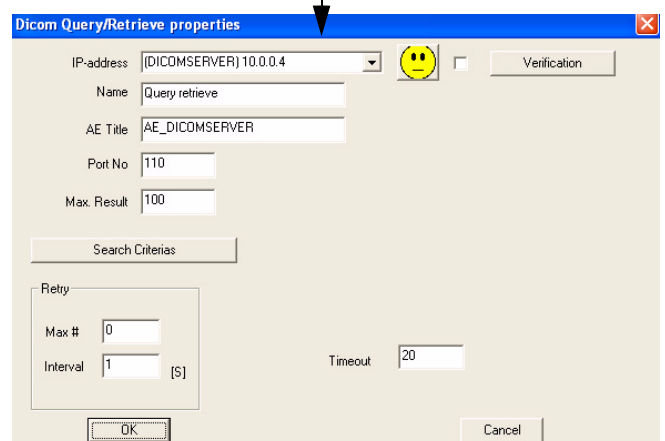 Dicom Query/Retrieve properties
IP-address (DICOMSERVER) 10.0.0.4 Verification
Name Query retrieve
AE Title AE_DICOMSERVER
Port No 110
Max. Result 100
Search Criterias
Retry
Max # 0
Interval 1 [S]
Timeout 20
OK Cancel